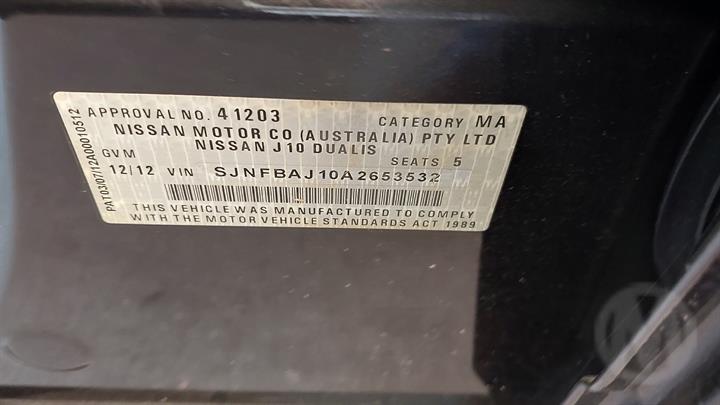 APPROVAL NO. 41203 CATEGORY MA
NISSAN MOTOR CO (AUSTRALIA) PTY LTD
NISSAN J10 DUALIS
GVM SEATS 5
12/12 VIN SJNFBAJ10A2653532
THIS VEHICLE WAS MANUFACTURED TO COMPLY
WITH THE MOTOR VEHICLE STANDARDS ACT 1989
PAT03/07/12A00010512